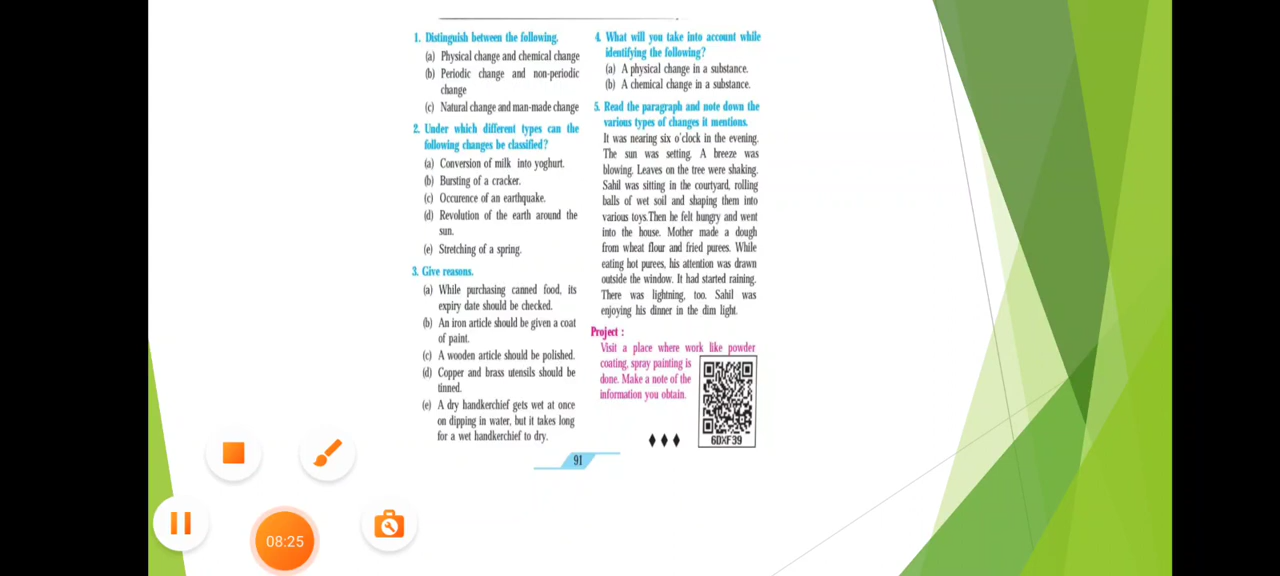 1. Distinguish between the following.
(a) Physical change and chemical change
(b) Periodic change and non-periodic
change
(c) Natural change and man-made change
2. Under which different types can the
following changes be classified?
(a) Conversion of milk into yoghurt.
(b) Bursting of a cracker.
(c) Occurence of an earthquake.
(d) Revolution of the earth around the
sun.
(e) Stretching of a spring.
3. Give reasons.
(a) While purchasing canned food, its
expiry date should be checked.
(b) An iron article should be given a coat
of paint.
(c) A wooden article should be polished.
(d) Copper and brass utensils should be
tinned.
(e) A dry handkerchief gets wet at once
on dipping in water, but it takes long
for a wet handkerchief to dry.
4. What will you take into account while
identifying the following?
(a) A physical change in a substance.
(b) A chemical change in a substance.
5. Read the paragraph and note down the
various types of changes it mentions.
It was nearing six o'clock in the evening.
The sun was setting. A breeze was
blowing. Leaves on the tree were shaking.
Sahil was sitting in the courtyard, rolling
balls of wet soil and shaping them into
various toys.Then he felt hungry and went
into the house. Mother made a dough
from wheat flour and fried purees. While
eating hot purees, his attention was drawn
outside the window. It had started raining.
There was lightning, too. Sahil was
enjoying his dinner in the dim light.
Project :
Visit a place where work like powder
coating, spray painting is
done. Make a note of the
information you obtain.
6DXF39
91
08:25